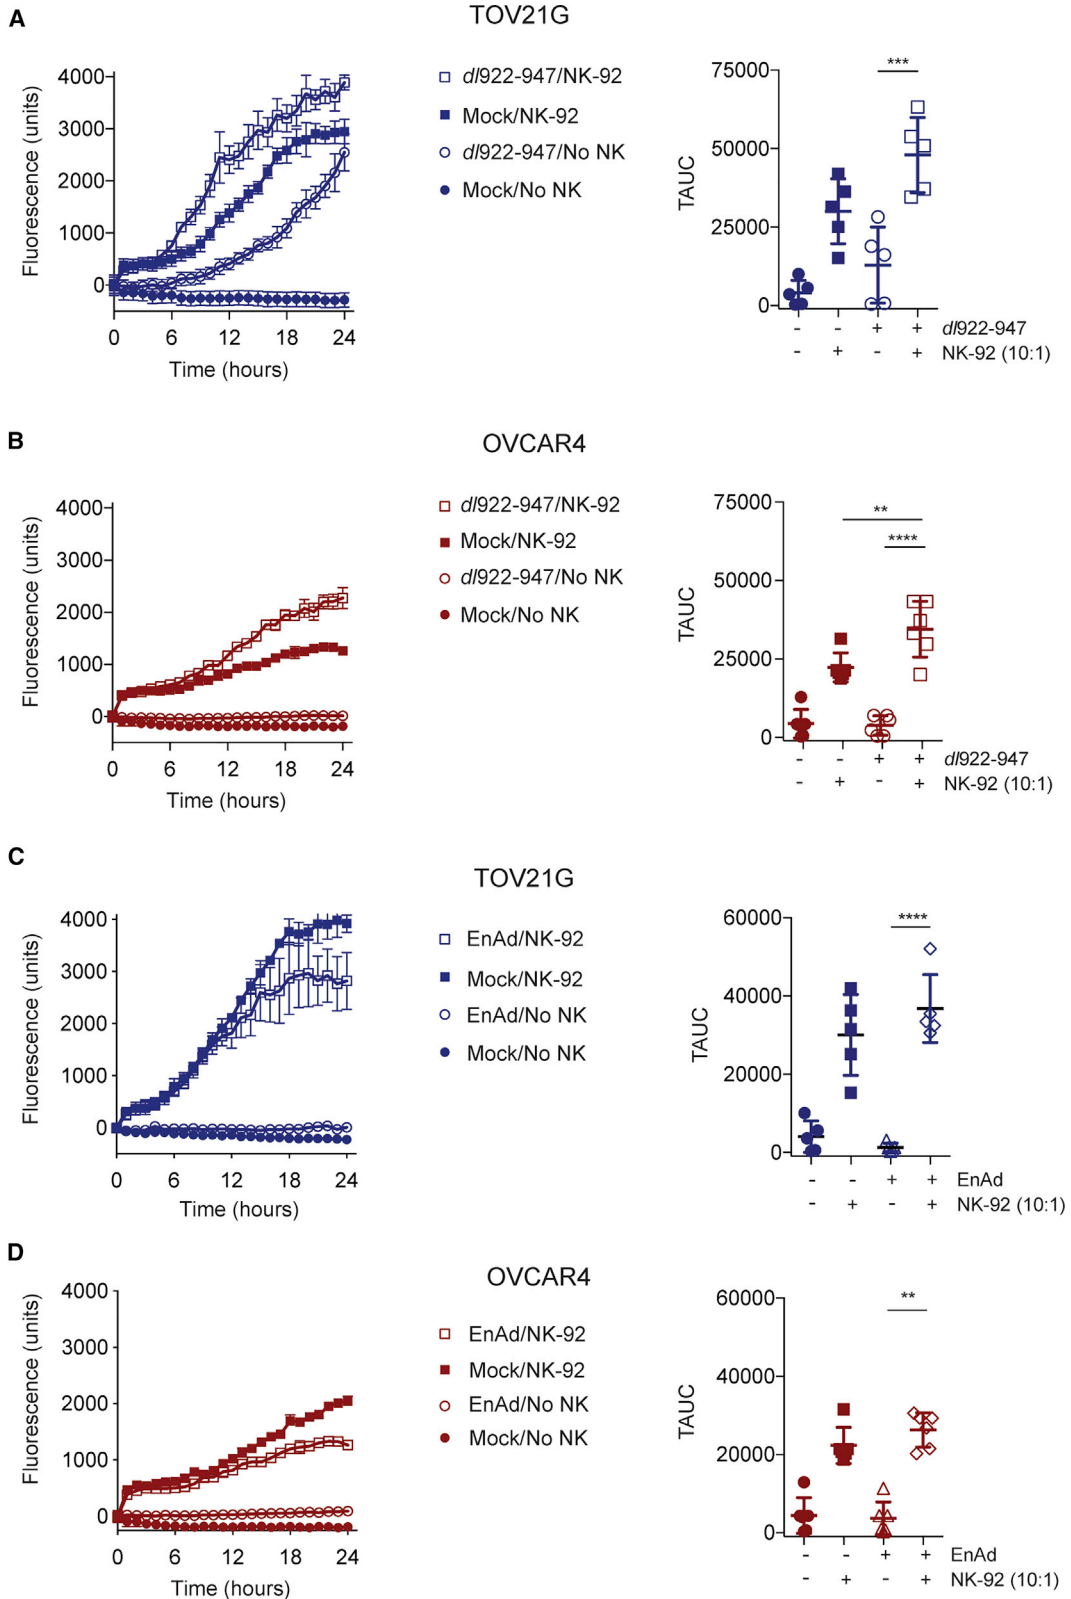 A
TOV21G
Fluorescence (units)
4000
3000
2000
1000
0
0 6 12 18 24
Time (hours)
dl922-947/NK-92
Mock/NK-92
dl922-947/No NK
Mock/No NK
TAUC
75000
50000
25000
0
***
- - + + dl922-947
- + - + NK-92 (10:1)
B
OVCAR4
Fluorescence (units)
4000
3000
2000
1000
0
0 6 12 18 24
Time (hours)
dl922-947/NK-92
Mock/NK-92
dl922-947/No NK
Mock/No NK
TAUC
75000
50000
25000
0
**
****
- - + + dl922-947
- + - + NK-92 (10:1)
C
TOV21G
Fluorescence (units)
4000
3000
2000
1000
0
0 6 12 18 24
Time (hours)
EnAd/NK-92
Mock/NK-92
EnAd/No NK
Mock/No NK
TAUC
60000
40000
20000
0
****
- - + + EnAd
- + - + NK-92 (10:1)
D
OVCAR4
Fluorescence (units)
4000
3000
2000
1000
0
0 6 12 18 24
Time (hours)
EnAd/NK-92
Mock/NK-92
EnAd/No NK
Mock/No NK
TAUC
60000
40000
20000
0
**
- - + + EnAd
- + - + NK-92 (10:1)